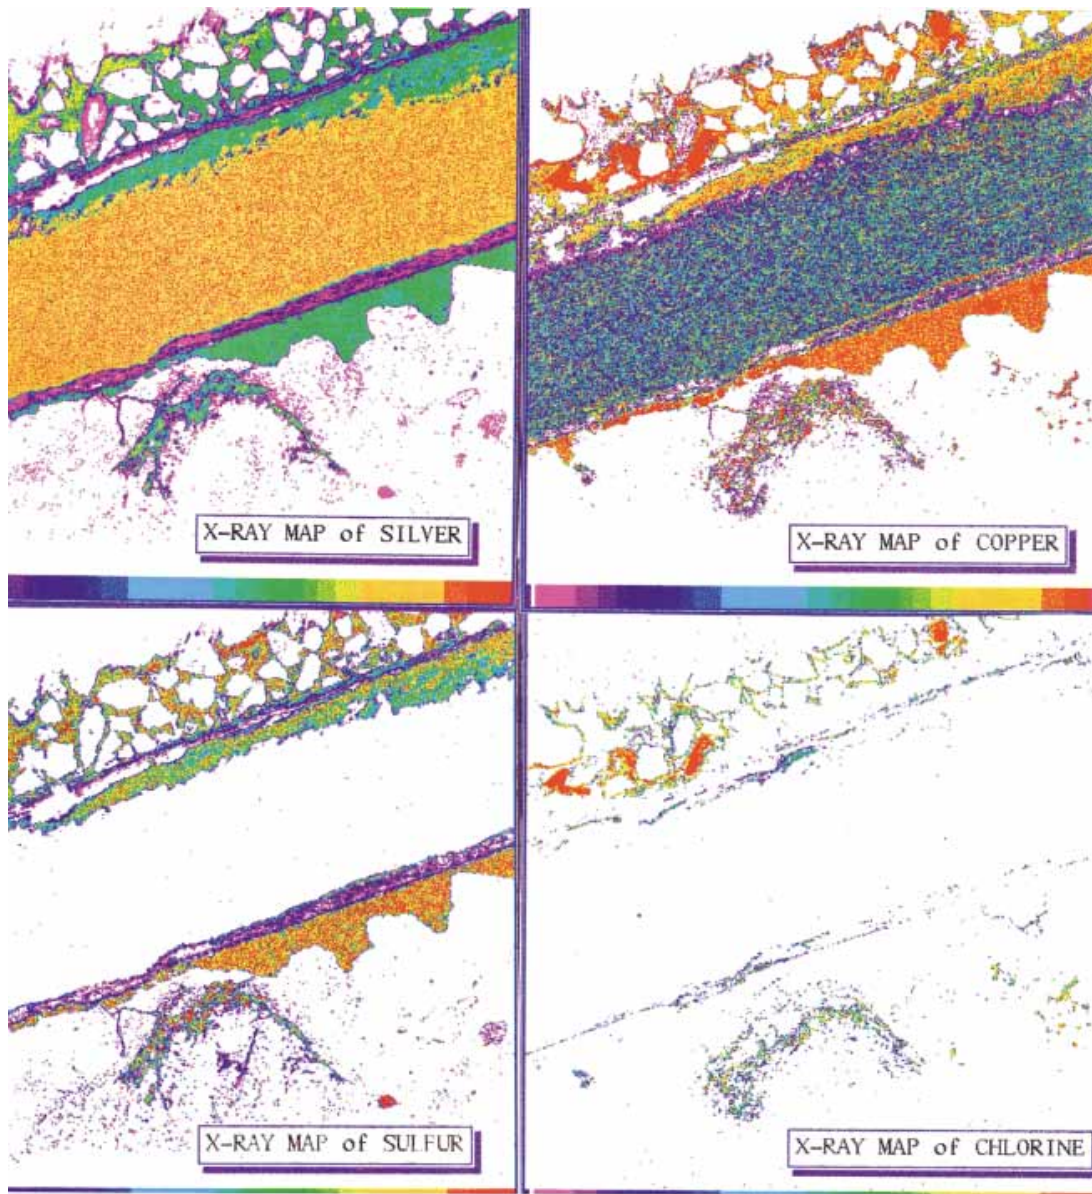 X-RAY MAP of SILVER
X-RAY MAP of COPPER
X-RAY MAP of SULFUR
X-RAY MAP of CHLORINE